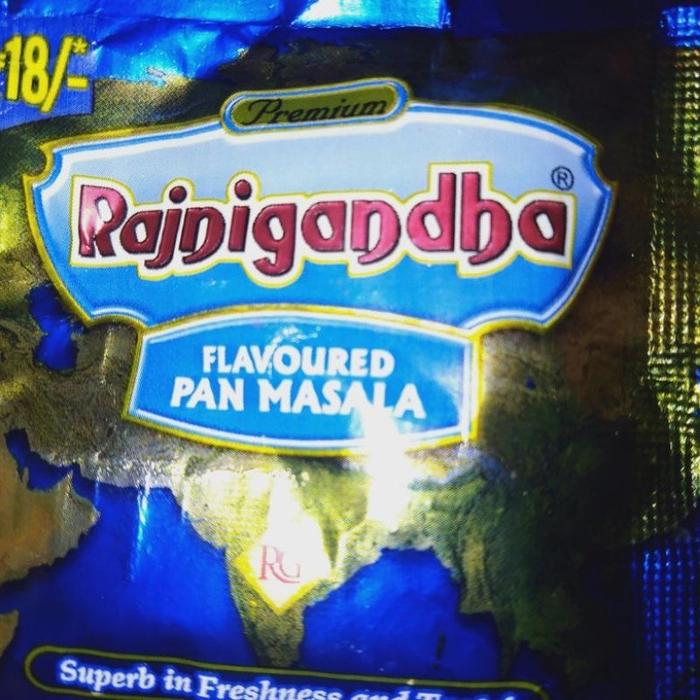 18/-*
Premium
Rajnigandha®
FLAVOURED
PAN MASALA
RG
Superb in Freshness and